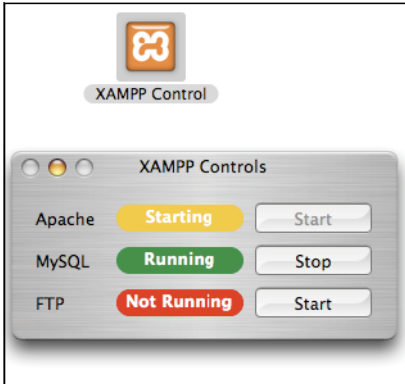 XAMPP Control
XAMPP Controls
Apache Starting Start
MySQL Running Stop
FTP Not Running Start